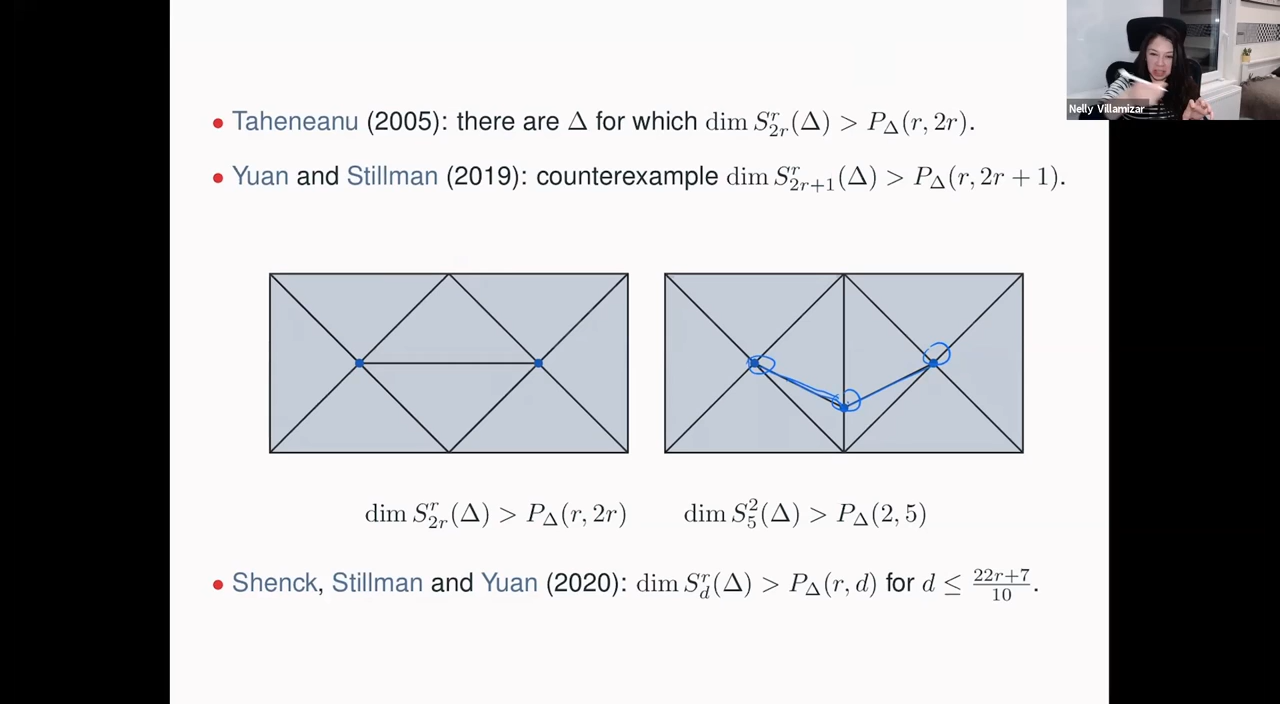 Nelly Villamizar
• Taheneanu (2005): there are Δ for which dim S^r_{2r}(Δ) > P_Δ(r, 2r).
• Yuan and Stillman (2019): counterexample dim S^r_{2r+1}(Δ) > P_Δ(r, 2r + 1).
dim S^r_{2r}(Δ) > P_Δ(r, 2r) dim S^2_5(Δ) > P_Δ(2, 5)
• Shenck, Stillman and Yuan (2020): dim S^r_d(Δ) > P_Δ(r, d) for d ≤ \frac{22r+7}{10}.